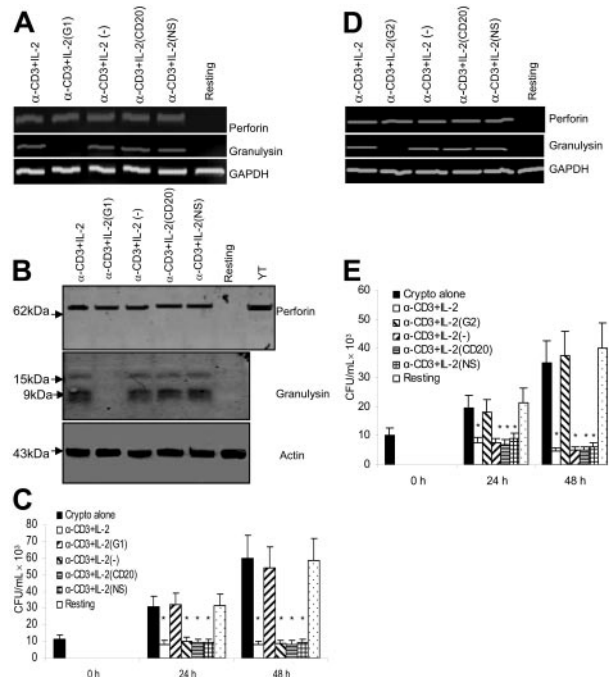 A
α-CD3+IL-2
α-CD3+IL-2(G1)
α-CD3+IL-2 (-)
α-CD3+IL-2(CD20)
α-CD3+IL-2(NS)
Resting
Perforin
Granulysin
GAPDH
B
α-CD3+IL-2
α-CD3+IL-2(G1)
α-CD3+IL-2 (-)
α-CD3+IL-2(CD20)
α-CD3+IL-2(NS)
Resting
YT
62kDa
Perforin
15kDa
9kDa
Granulysin
43kDa
Actin
C
CFU/mL× 10³
80
70
60
50
40
30
20
10
0
Crypto alone
α-CD3+IL-2
α-CD3+IL-2(G1)
α-CD3+IL-2(-)
α-CD3+IL-2(CD20)
α-CD3+IL-2(NS)
Resting
* * * *
* * * *
0 h
24 h
48 h
D
α-CD3+IL-2
α-CD3+IL-2(G2)
α-CD3+IL-2 (-)
α-CD3+IL-2(CD20)
α-CD3+IL-2(NS)
Resting
Perforin
Granulysin
GAPDH
E
CFU/mL× 10³
60
50
40
30
20
10
0
Crypto alone
α-CD3+IL-2
α-CD3+IL-2(G2)
α-CD3+IL-2(-)
α-CD3+IL-2(CD20)
α-CD3+IL-2(NS)
Resting
* * * *
* * * *
0 h
24 h
48 h